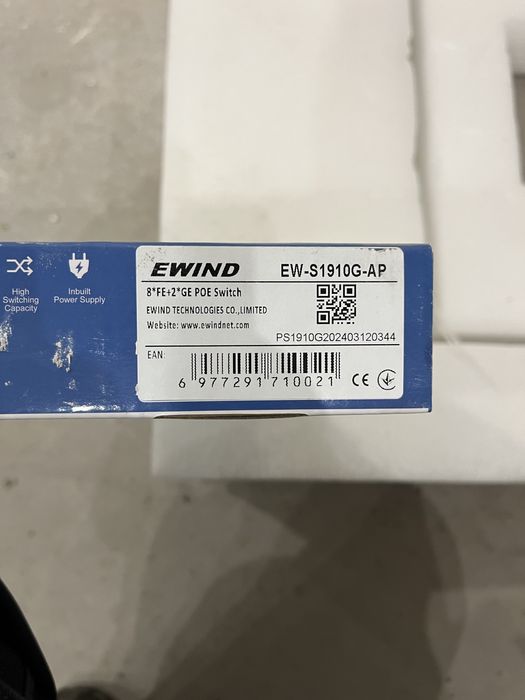 High
Switching
Capacity
Inbuilt
Power Supply
EWIND EW-S1910G-AP
8*FE+2*GE POE Switch
EWIND TECHNOLOGIES CO.,LIMITED
Website: www.ewindnet.com
PS1910G202403120344
EAN:
6 977291 710021 CE